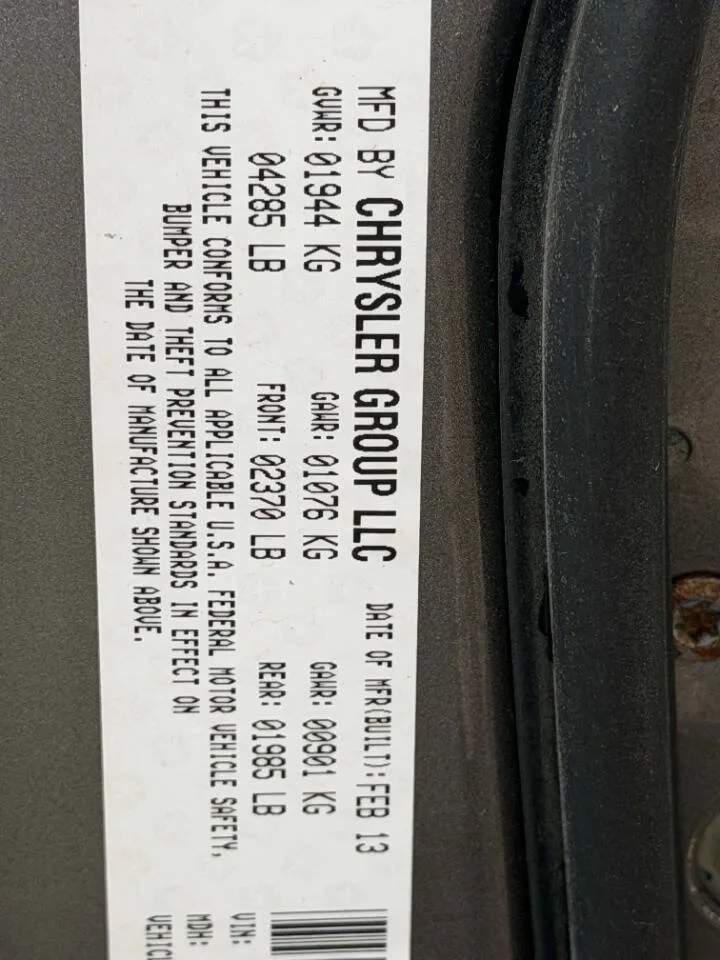 MFD BY CHRYSLER GROUP LLC DATE OF MFR(BUILT): FEB 13
GVWR: 01944 KG GAWR: 01076 KG GAWR: 00901 KG
04285 LB FRONT: 02370 LB REAR: 01985 LB
THIS VEHICLE CONFORMS TO ALL APPLICABLE U.S.A. FEDERAL MOTOR VEHICLE SAFETY,
BUMPER AND THEFT PREVENTION STANDARDS IN EFFECT ON
THE DATE OF MANUFACTURE SHOWN ABOVE.
VIN:
MDH: